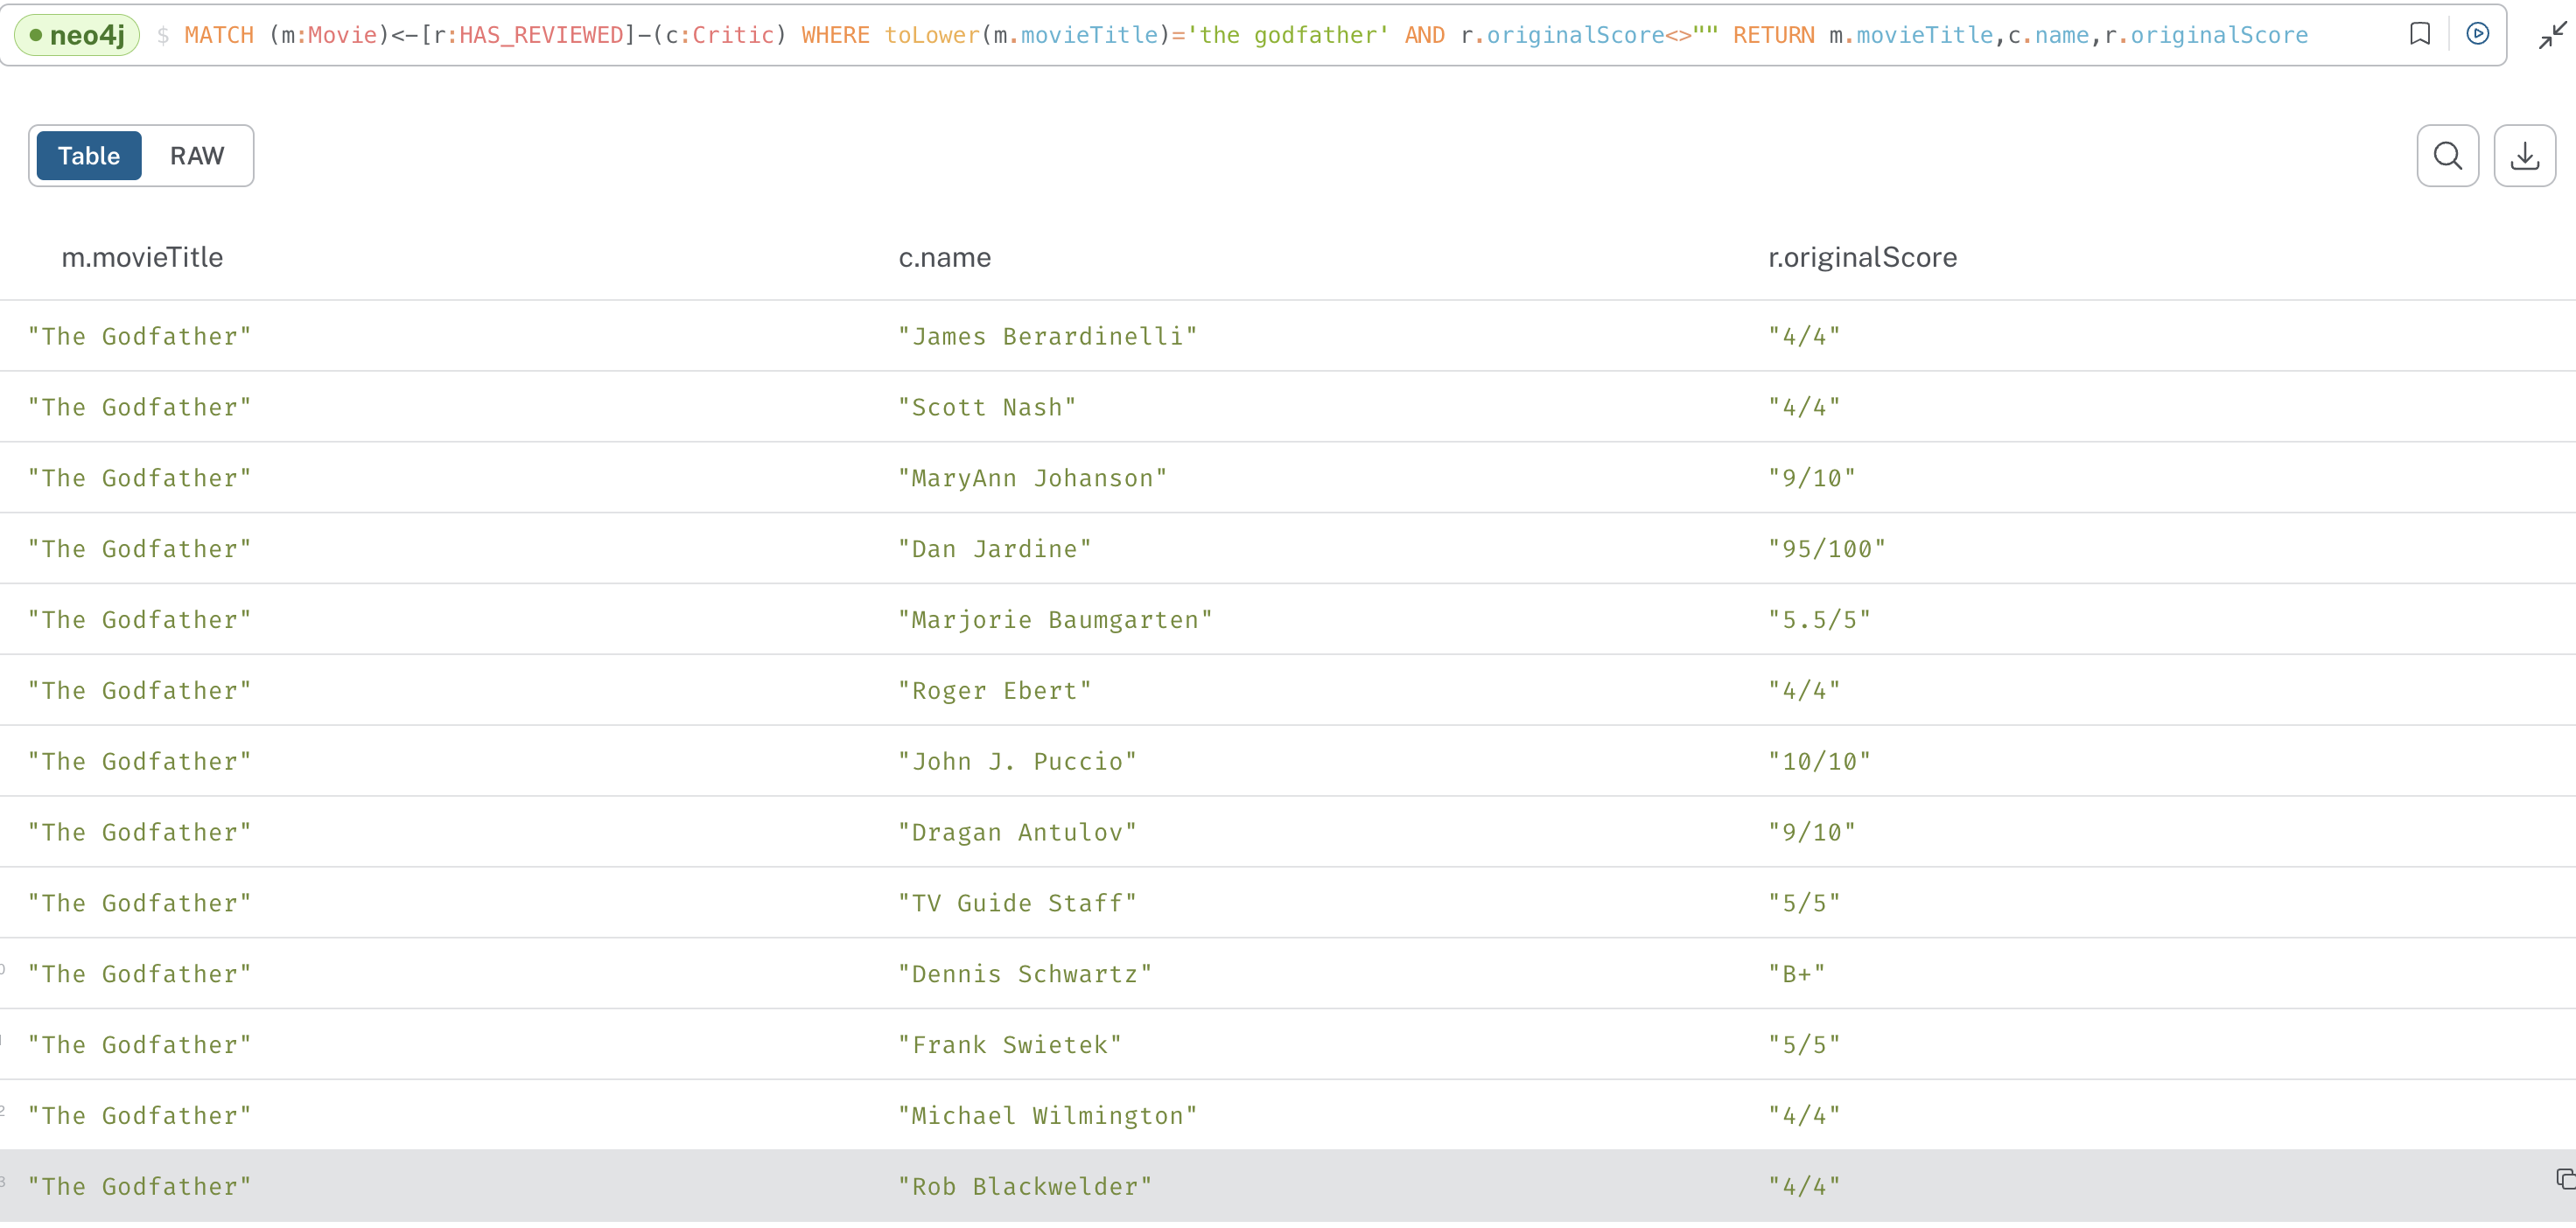 neo4j $ MATCH (m:Movie)<-[r:HAS_REVIEWED]-(c:Critic) WHERE toLower(m.movieTitle)='the godfather' AND r.originalScore<>"" RETURN m.movieTitle,c.name,r.originalScore
Table RAW
m.movieTitle c.name r.originalScore
"The Godfather" "James Berardinelli" "4/4"
"The Godfather" "Scott Nash" "4/4"
"The Godfather" "MaryAnn Johanson" "9/10"
"The Godfather" "Dan Jardine" "95/100"
"The Godfather" "Marjorie Baumgarten" "5.5/5"
"The Godfather" "Roger Ebert" "4/4"
"The Godfather" "John J. Puccio" "10/10"
"The Godfather" "Dragan Antulov" "9/10"
"The Godfather" "TV Guide Staff" "5/5"
"The Godfather" "Dennis Schwartz" "B+"
"The Godfather" "Frank Swietek" "5/5"
"The Godfather" "Michael Wilmington" "4/4"
"The Godfather" "Rob Blackwelder" "4/4"